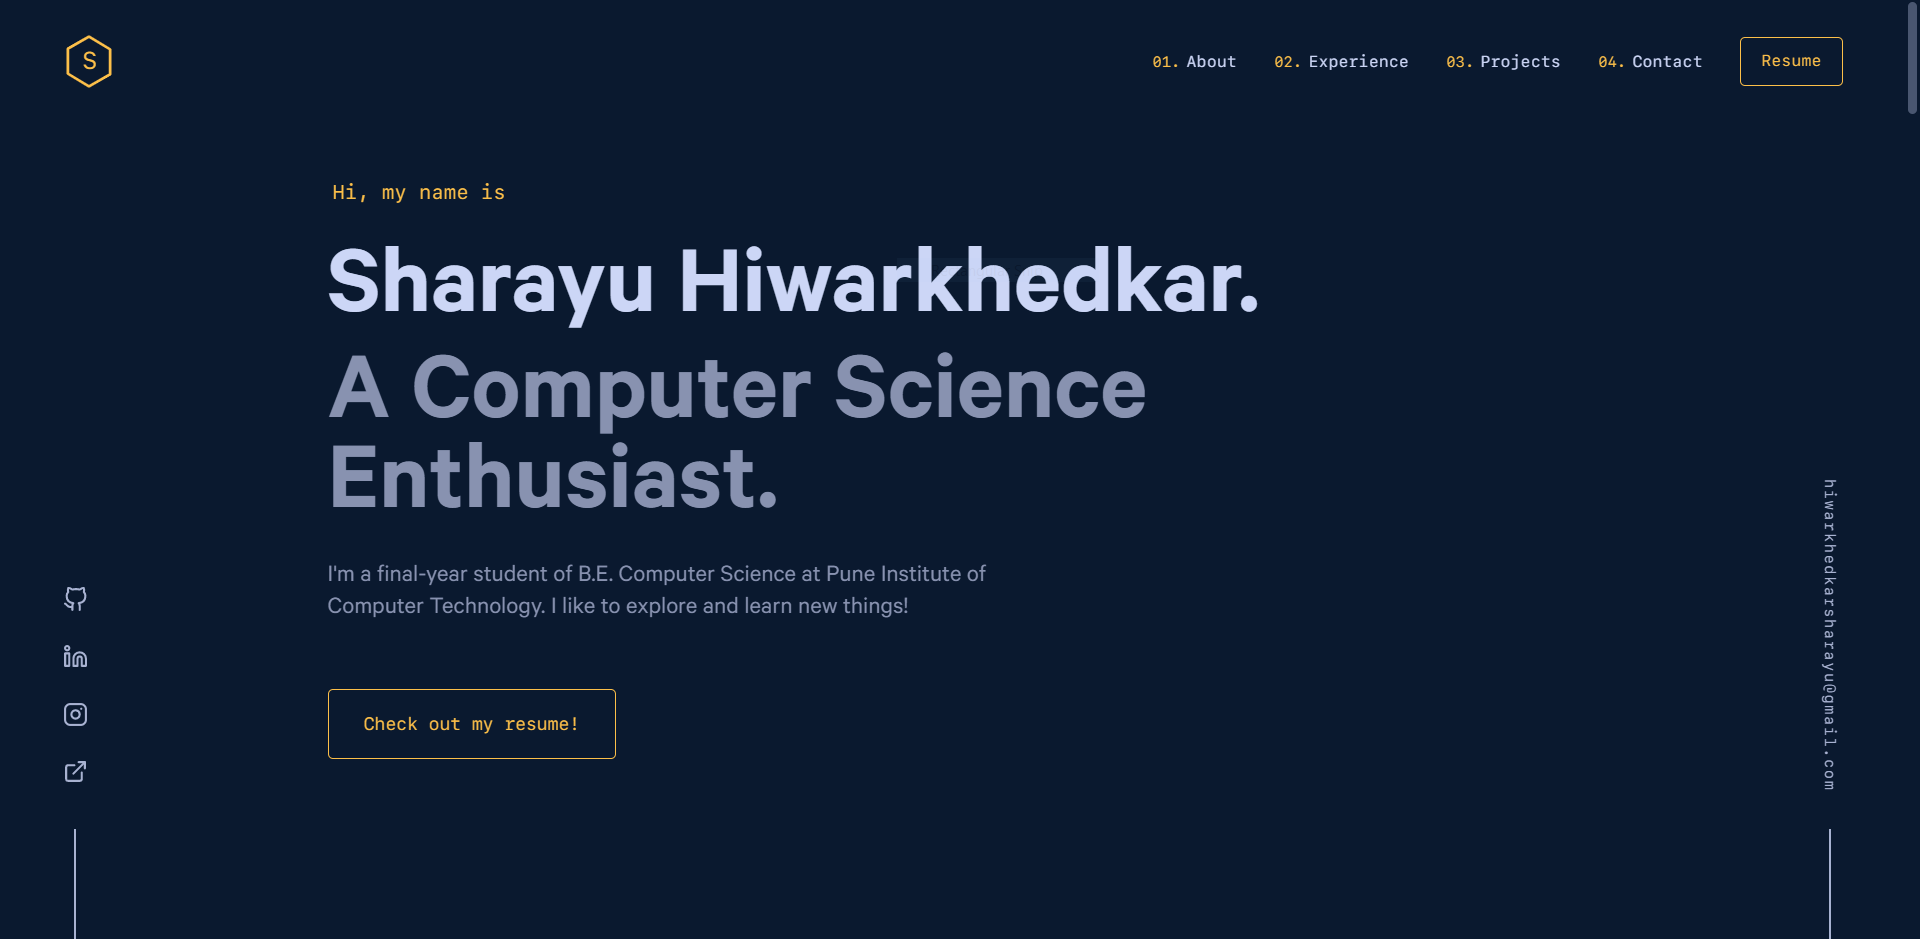 S
01. About 02. Experience 03. Projects 04. Contact Resume
Hi, my name is
Sharayu Hiwarkhedkar.
A Computer Science
Enthusiast.
I'm a final-year student of B.E. Computer Science at Pune Institute of
Computer Technology. I like to explore and learn new things!
Check out my resume!
hiwarkhedkarsharayu@gmail.com